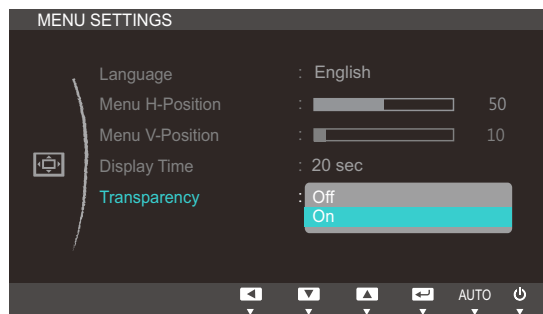 MENU SETTINGS
Language : English
Menu H-Position : 50
Menu V-Position : 10
Display Time : 20 sec
Transparency : Off
On
AUTO